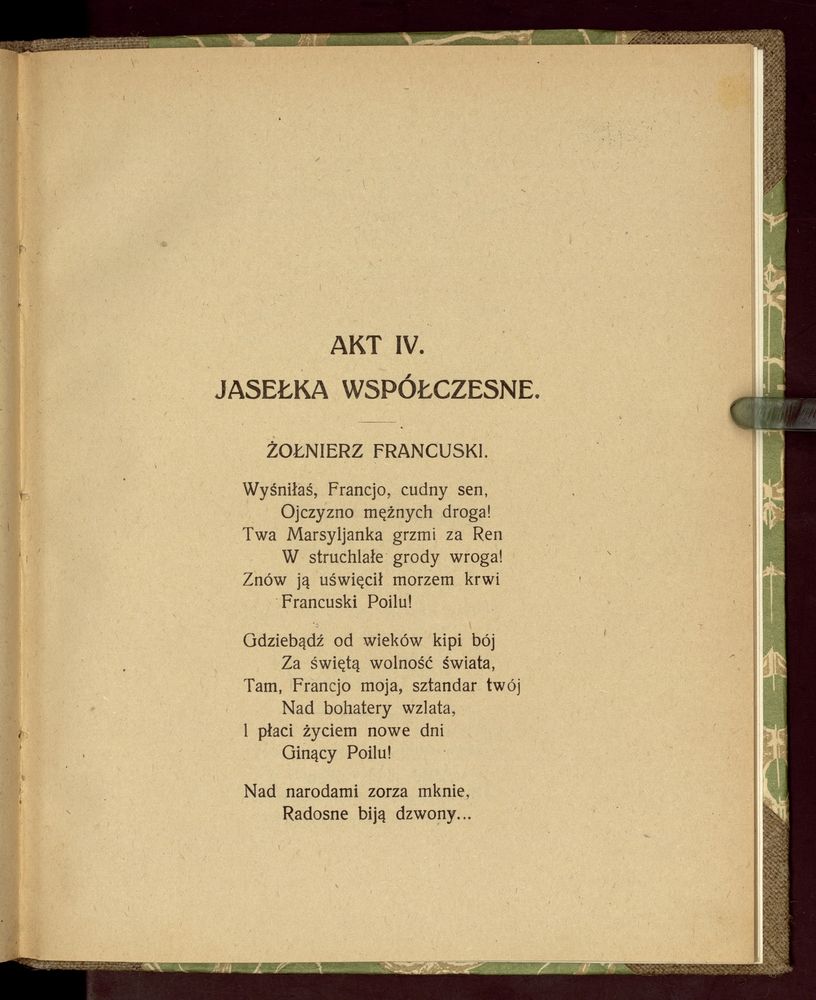 AKT IV.
JASEŁKA WSPÓŁCZESNE.
ŻOŁNIERZ FRANCUSKI.
Wyśniłaś, Francjo, cudny sen,
Ojczyzno mężnych droga!
Twa Marsyljanka grzmi za Ren
W struchlałe grody wroga!
Znów ją uświęcił morzem krwi
Francuski Poilu!
Gdziebądź od wieków kipi bój
Za świętą wolność świata,
Tam, Francjo moja, sztandar twój
Nad bohatery wzlata,
I płaci życiem nowe dni
Ginący Poilu!
Nad narodami zorza mknie,
Radosne biją dzwony...